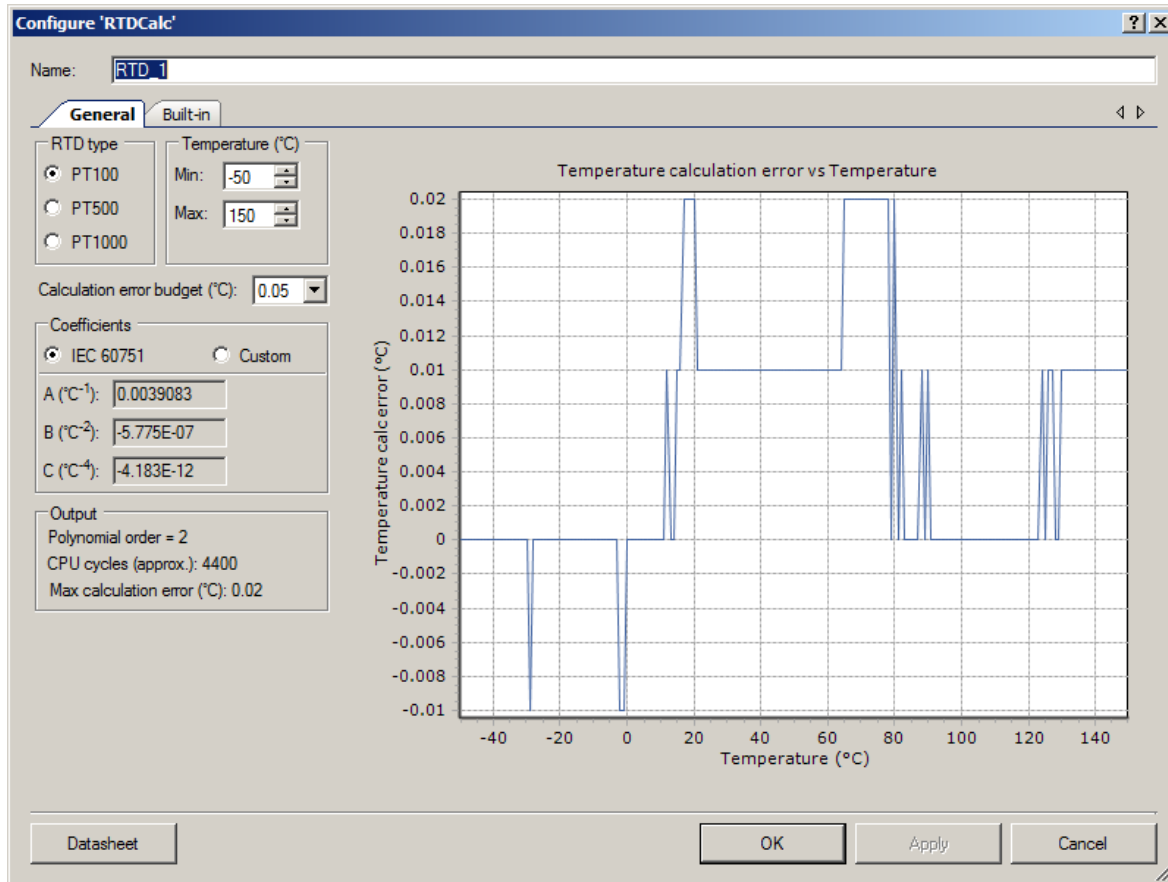 Configure 'RTDCalc'
Name: RTD_1
General Built-in
RTD type
PT100
PT500
PT1000
Temperature (°C)
Min: -50
Max: 150
Calculation error budget (°C): 0.05
Coefficients
IEC 60751 Custom
A (°C⁻¹): 0.0039083
B (°C⁻²): -5.775E-07
C (°C⁻⁴): -4.183E-12
Output
Polynomial order = 2
CPU cycles (approx.): 4400
Max calculation error (°C): 0.02
Temperature calculation error vs Temperature
Temperature calc error (°C)
0.02
0.018
0.016
0.014
0.012
0.01
0.008
0.006
0.004
0.002
0
-0.002
-0.004
-0.006
-0.008
-0.01
-40 -20 0 20 40 60 80 100 120 140
Temperature (°C)
Datasheet OK Apply Cancel